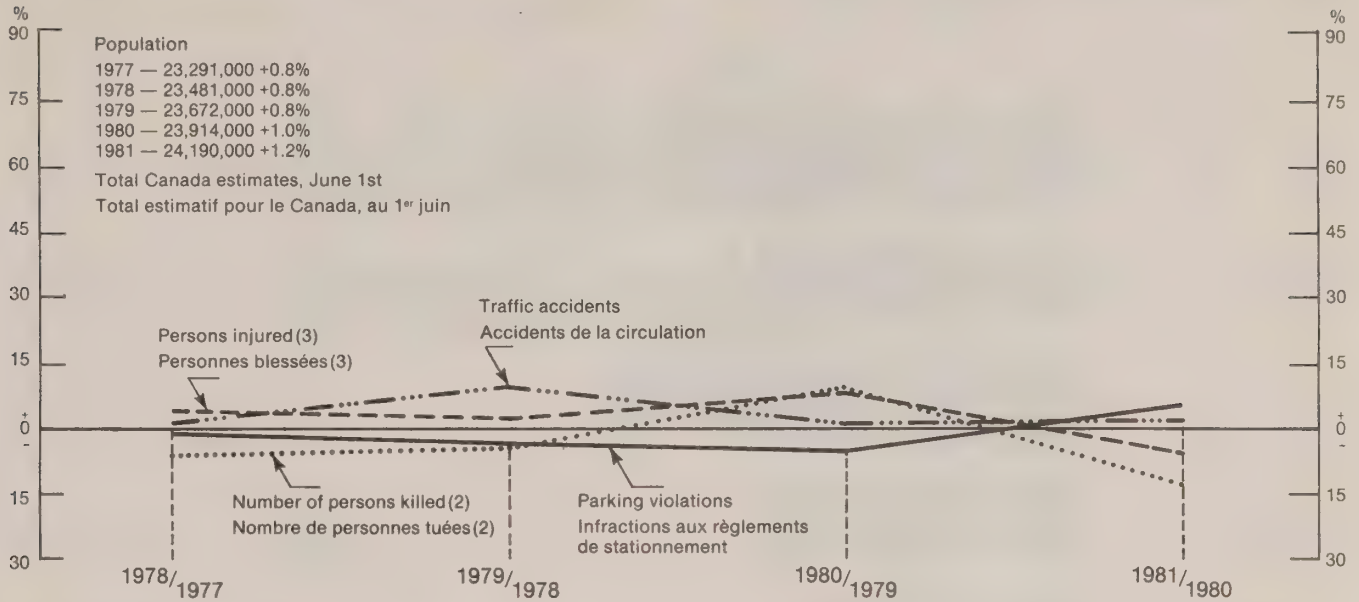 %
90
75
60
45
30
15
+
0
-
15
30
Population
1977 — 23,291,000 +0.8%
1978 — 23,481,000 +0.8%
1979 — 23,672,000 +0.8%
1980 — 23,914,000 +1.0%
1981 — 24,190,000 +1.2%
Total Canada estimates, June 1st
Total estimatif pour le Canada, au 1er juin
Persons injured(3)
Personnes blessées(3)
Traffic accidents
Accidents de la circulation
Number of persons killed(2)
Nombre de personnes tuées(2)
Parking violations
Infractions aux règlements
de stationnement
%
90
75
60
45
30
15
+
0
-
15
30
1978/1977
1979/1978
1980/1979
1981/1980